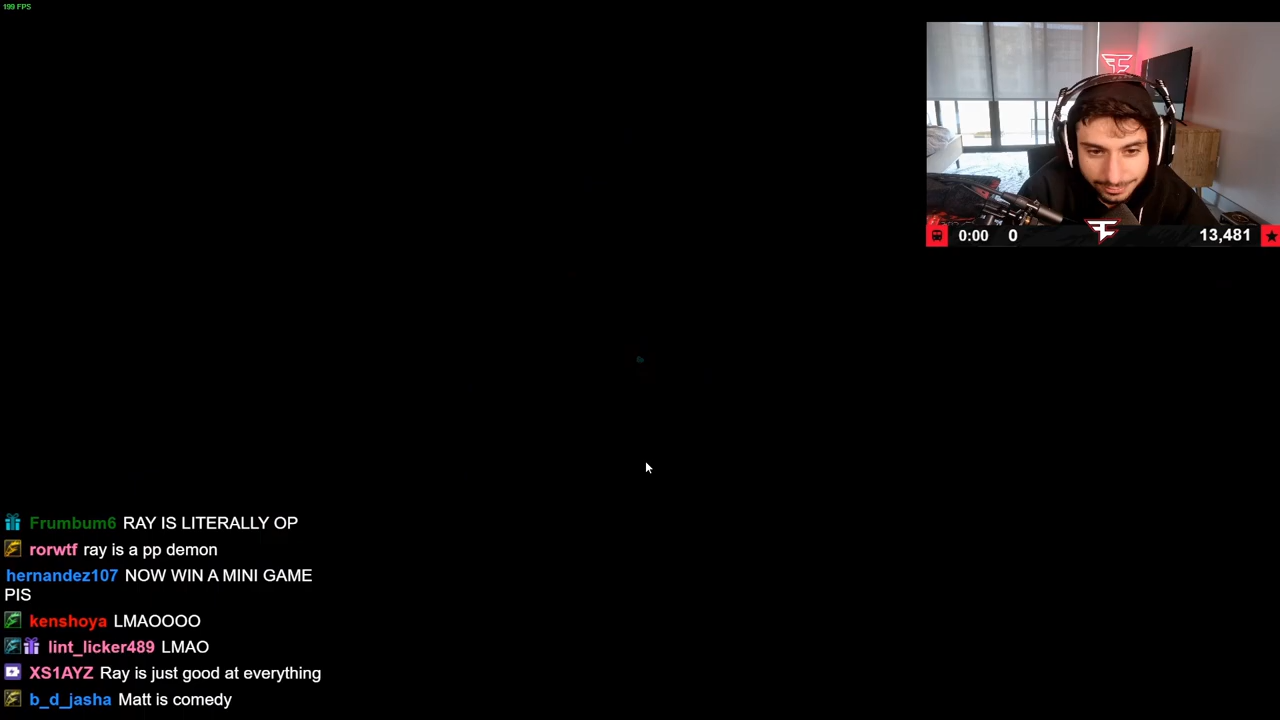 199 FPS
0:00 0 13,481
Frumbum6 RAY IS LITERALLY OP
rorwtf ray is a pp demon
hernandez107 NOW WIN A MINI GAME
PIS
kenshoya LMAOOOO
lint_licker489 LMAO
XS1AYZ Ray is just good at everything
b_d_jasha Matt is comedy